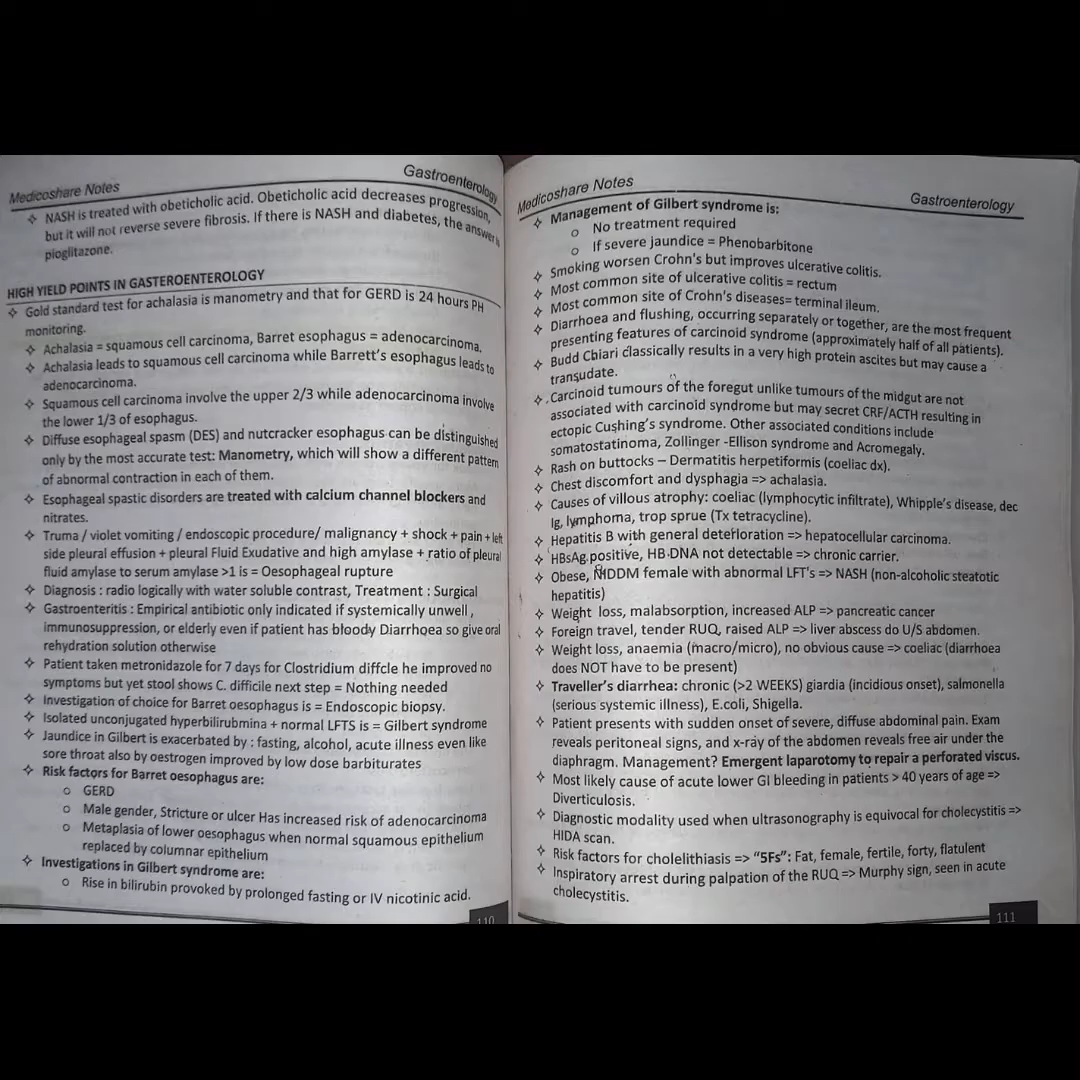 Medicoshare Notes
Gastroenterology
❖ NASH is treated with obeticholic acid. Obeticholic acid decreases progression,
but it will not reverse severe fibrosis. If there is NASH and diabetes, the answer is
pioglitazone.
HIGH YIELD POINTS IN GASTEROENTEROLOGY
❖ Gold standard test for achalasia is manometry and that for GERD is 24 hours PH
monitoring.
❖ Achalasia = squamous cell carcinoma, Barret esophagus = adenocarcinoma.
❖ Achalasia leads to squamous cell carcinoma while Barrett's esophagus leads to
adenocarcinoma.
❖ Squamous cell carcinoma involve the upper 2/3 while adenocarcinoma involve
the lower 1/3 of esophagus.
❖ Diffuse esophageal spasm (DES) and nutcracker esophagus can be distinguished
only by the most accurate test: Manometry, which will show a different pattern
of abnormal contraction in each of them.
❖ Esophageal spastic disorders are treated with calcium channel blockers and
nitrates.
❖ Truma / violet vomiting / endoscopic procedure/ malignancy + shock + pain + left
side pleural effusion + pleural Fluid Exudative and high amylase + ratio of pleural
fluid amylase to serum amylase >1 is = Oesophageal rupture
❖ Diagnosis : radio logically with water soluble contrast, Treatment : Surgical
❖ Gastroenteritis : Empirical antibiotic only indicated if systemically unwell ,
immunosuppression, or elderly even if patient has bloody Diarrhoea so give oral
rehydration solution otherwise
❖ Patient taken metronidazole for 7 days for Clostridium diffcle he improved no
symptoms but yet stool shows C. difficile next step = Nothing needed
❖ Investigation of choice for Barret oesophagus is = Endoscopic biopsy.
❖ Isolated unconjugated hyperbilirubmina + normal LFTS is = Gilbert syndrome
❖ Jaundice in Gilbert is exacerbated by : fasting, alcohol, acute illness even like
sore throat also by oestrogen improved by low dose barbiturates
❖ Risk factors for Barret oesophagus are:
o GERD
o Male gender, Stricture or ulcer Has increased risk of adenocarcinoma
o Metaplasia of lower oesophagus when normal squamous epithelium
replaced by columnar epithelium
❖ Investigations in Gilbert syndrome are:
o Rise in bilirubin provoked by prolonged fasting or IV nicotinic acid.
110
Medicoshare Notes
Gastroenterology
❖ Management of Gilbert syndrome is:
o No treatment required
o If severe jaundice = Phenobarbitone
❖ Smoking worsen Crohn's but improves ulcerative colitis.
❖ Most common site of ulcerative colitis = rectum
❖ Most common site of Crohn's diseases= terminal ileum.
❖ Diarrhoea and flushing, occurring separately or together, are the most frequent
presenting features of carcinoid syndrome (approximately half of all patients).
❖ Budd Cbiari classically results in a very high protein ascites but may cause a
transudate.
❖ Carcinoid tumours of the foregut unlike tumours of the midgut are not
associated with carcinoid syndrome but may secret CRF/ACTH resulting in
ectopic Cushing's syndrome. Other associated conditions include
somatostatinoma, Zollinger -Ellison syndrome and Acromegaly.
❖ Rash on buttocks – Dermatitis herpetiformis (coeliac dx).
❖ Chest discomfort and dysphagia => achalasia.
❖ Causes of villous atrophy: coeliac (lymphocytic infiltrate), Whipple's disease, dec
Ig, lymphoma, trop sprue (Tx tetracycline).
❖ Hepatitis B with general deterloration => hepatocellular carcinoma.
❖ HBsAg positive, HB DNA not detectable => chronic carrier.
❖ Obese, NIDDM female with abnormal LFT's => NASH (non-alcoholic steatotic
hepatitis)
❖ Weight loss, malabsorption, increased ALP => pancreatic cancer
❖ Foreign travel, tender RUQ, raised ALP => liver abscess do U/S abdomen.
❖ Weight loss, anaemia (macro/micro), no obvious cause => coeliac (diarrhoea
does NOT have to be present)
❖ Traveller's diarrhea: chronic (>2 WEEKS) giardia (incidious onset), salmonella
(serious systemic illness), E.coli, Shigella.
❖ Patient presents with sudden onset of severe, diffuse abdominal pain. Exam
reveals peritoneal signs, and x-ray of the abdomen reveals free air under the
diaphragm. Management? Emergent laparotomy to repair a perforated viscus.
❖ Most likely cause of acute lower GI bleeding in patients > 40 years of age =>
Diverticulosis.
❖ Diagnostic modality used when ultrasonography is equivocal for cholecystitis =>
HIDA scan.
❖ Risk factors for cholelithiasis => "5Fs": Fat, female, fertile, forty, flatulent
❖ Inspiratory arrest during palpation of the RUQ => Murphy sign, seen in acute
cholecystitis.
111